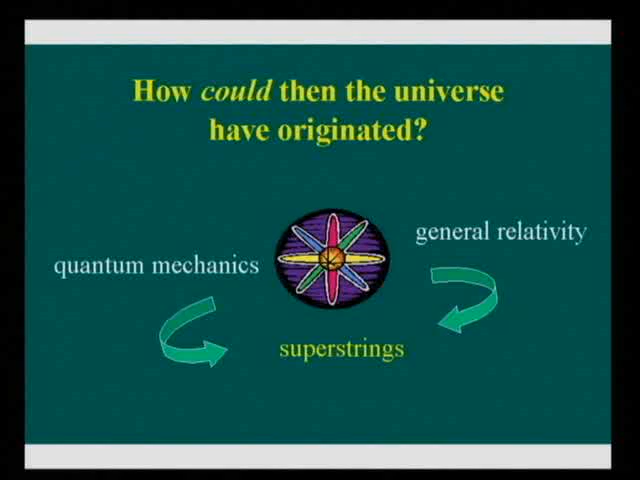 How could then the universe
have originated?
general relativity
quantum mechanics
superstrings